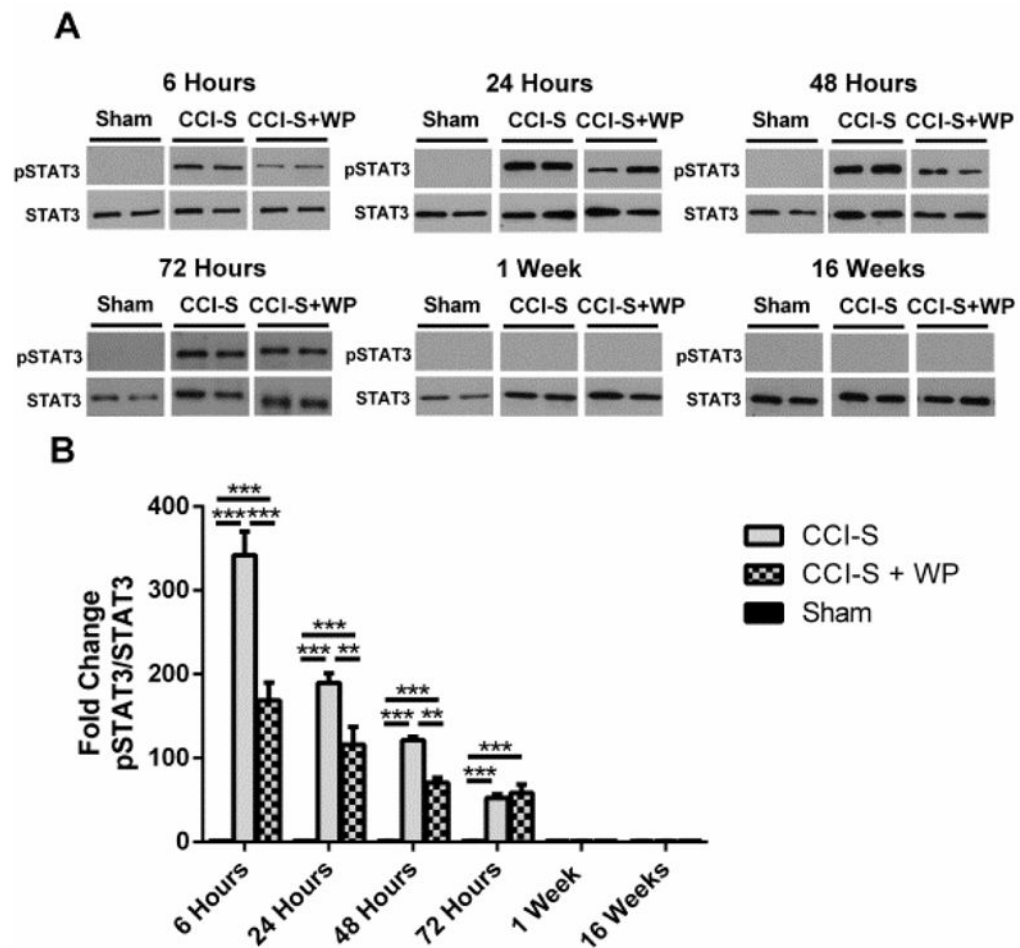 A
6 Hours
24 Hours
48 Hours
Sham CCI-S CCI-S+WP
Sham CCI-S CCI-S+WP
Sham CCI-S CCI-S+WP
pSTAT3
pSTAT3
pSTAT3
STAT3
STAT3
STAT3
72 Hours
1 Week
16 Weeks
Sham CCI-S CCI-S+WP
Sham CCI-S CCI-S+WP
Sham CCI-S CCI-S+WP
pSTAT3
pSTAT3
pSTAT3
STAT3
STAT3
STAT3
B
Fold Change
pSTAT3/STAT3
400
300
200
100
0
***
*** ***
***
*** **
***
*** **
***
***
6 Hours
24 Hours
48 Hours
72 Hours
1 Week
16 Weeks
CCI-S
CCI-S + WP
Sham